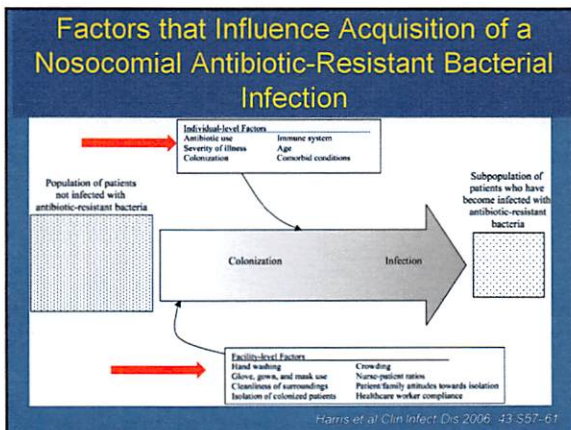 Factors that Influence Acquisition of a
Nosocomial Antibiotic-Resistant Bacterial
Infection
Individual-level Factors
Antibiotic use Immune system
Severity of illness Age
Colonization Comorbid conditions
Population of patients
not infected with
antibiotic-resistant bacteria
Subpopulation of
patients who have
become infected with
antibiotic-resistant
bacteria
Colonization Infection
Facility-level Factors
Hand washing Crowding
Glove, gown, and mask use Nurse-patient ratios
Cleanliness of surroundings Patient/family attitudes towards isolation
Isolation of colonized patients Healthcare worker compliance
Harris et al Clin Infect Dis 2006 43 S57-61